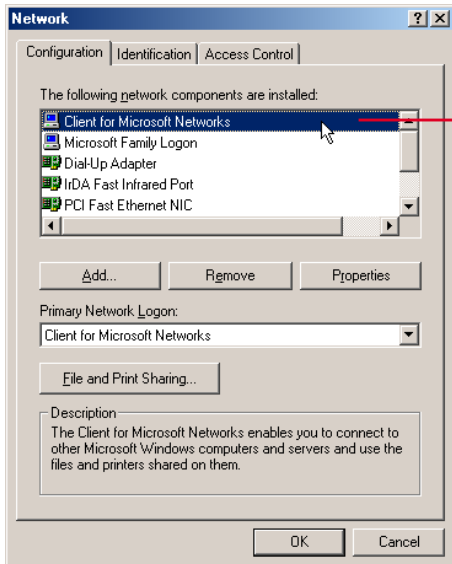 Network
Configuration Identification Access Control
The following network components are installed:
Client for Microsoft Networks
Microsoft Family Logon
Dial-Up Adapter
IrDA Fast Infrared Port
PCI Fast Ethernet NIC
Add... Remove Properties
Primary Network Logon:
Client for Microsoft Networks
File and Print Sharing...
Description
The Client for Microsoft Networks enables you to connect to
other Microsoft Windows computers and servers and use the
files and printers shared on them.
OK Cancel